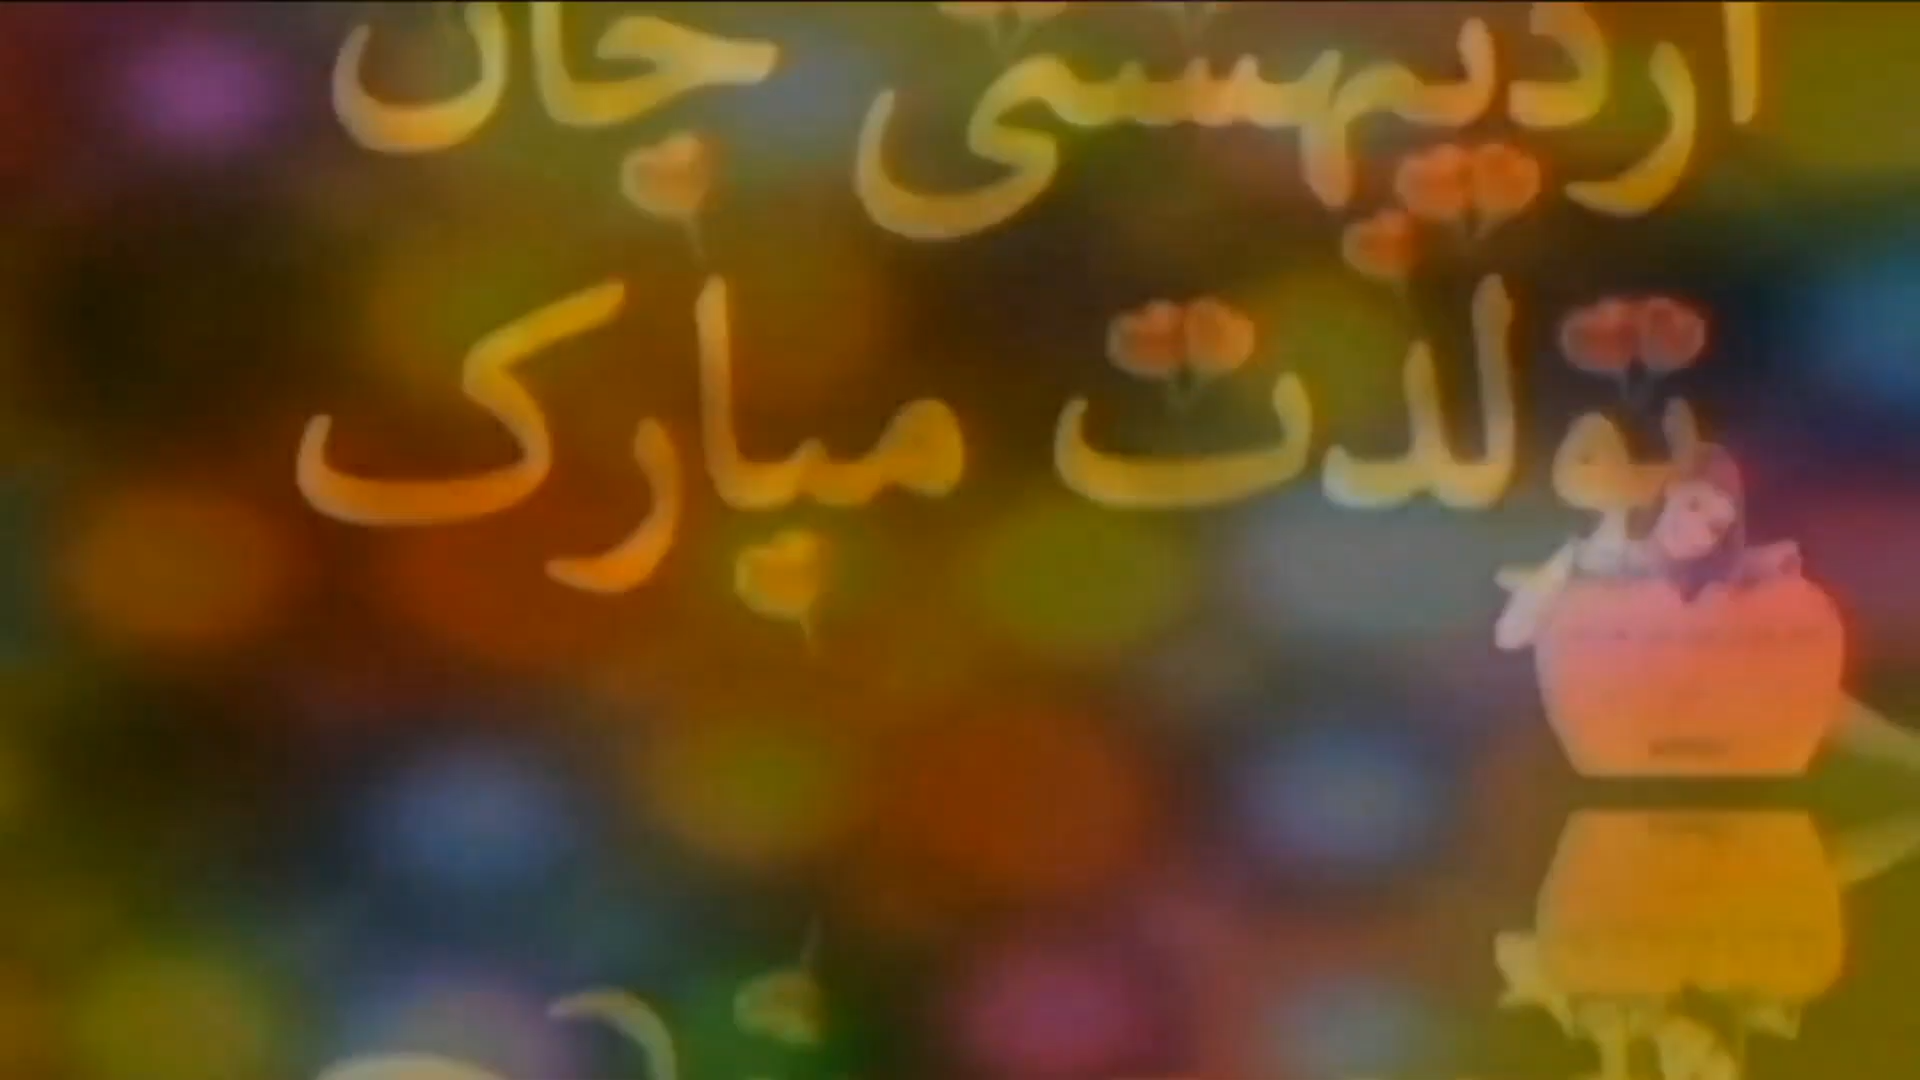 اردیبهشتی جان
تولدت مبارک